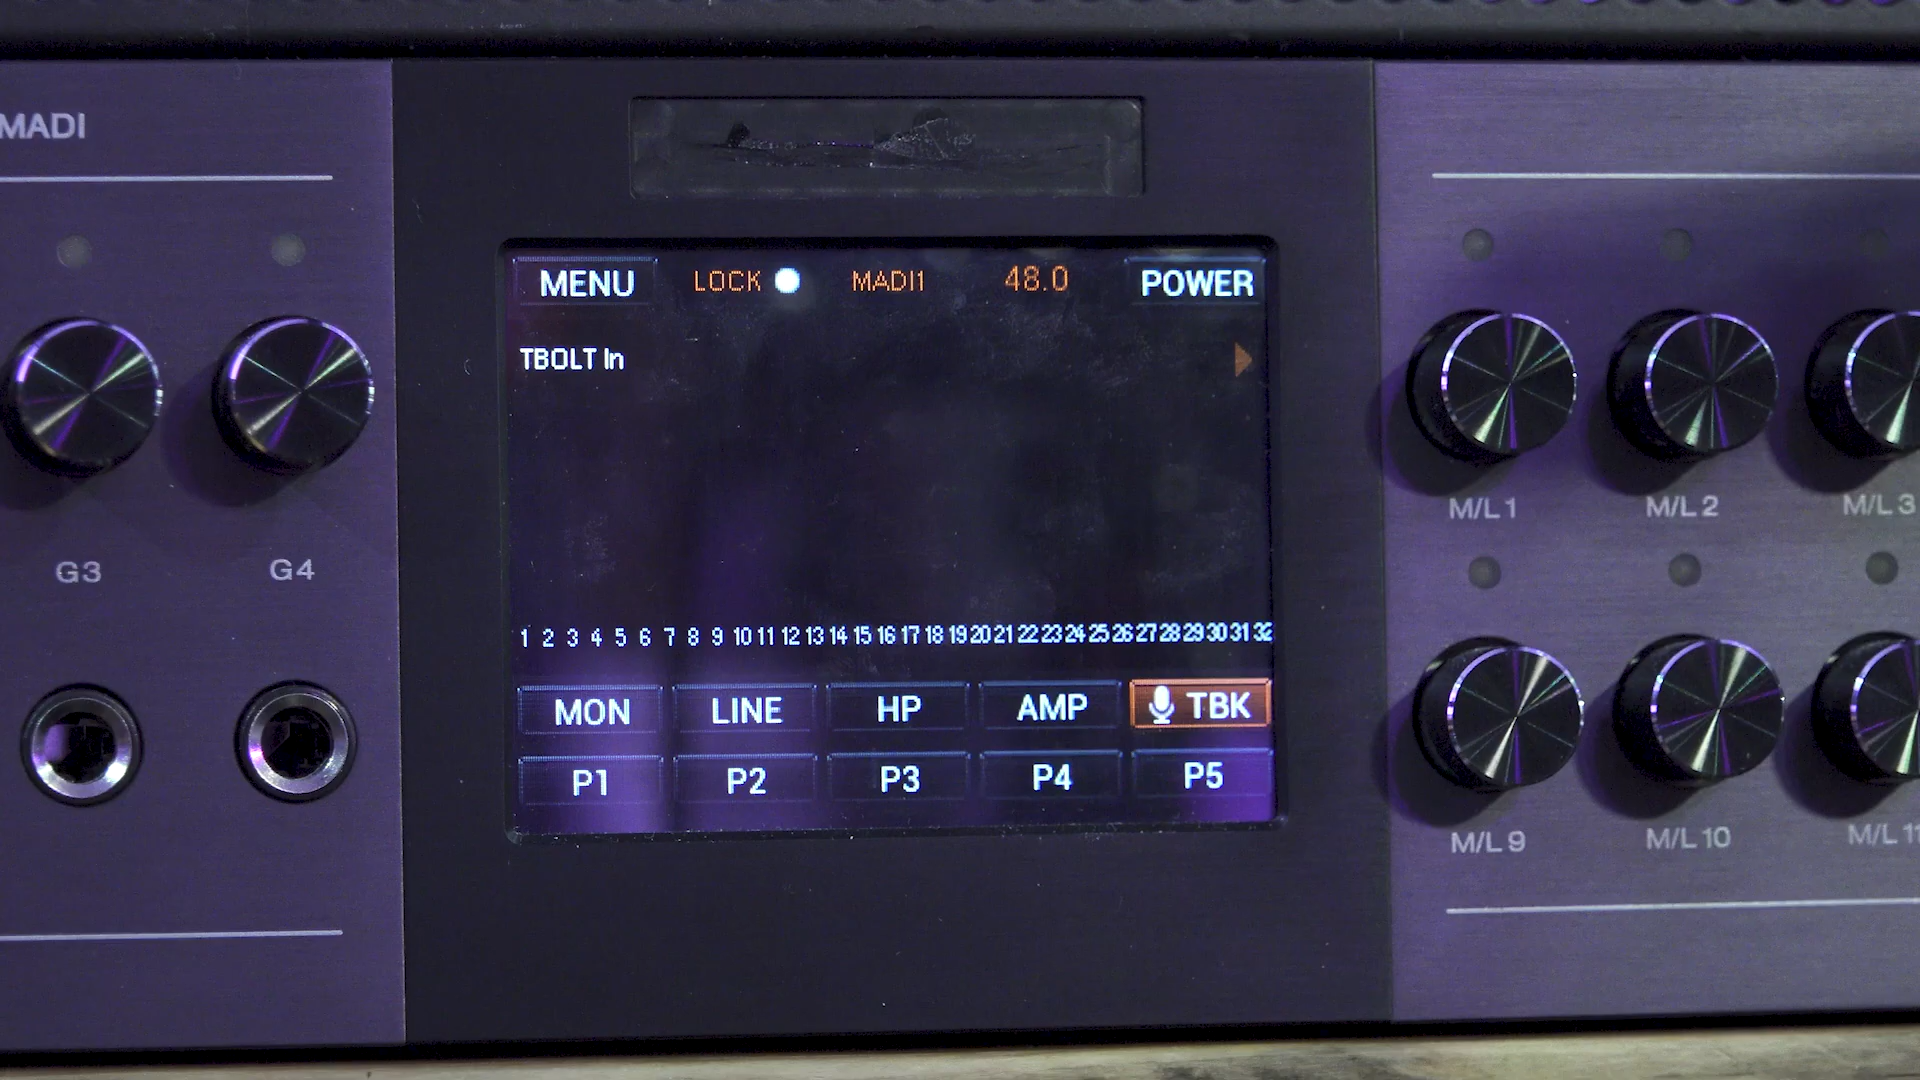 MADI
G3 G4
MENU LOCK MADI1 48.0 POWER
TBOLT In
1 2 3 4 5 6 7 8 9 10 11 12 13 14 15 16 17 18 19 20 21 22 23 24 25 26 27 28 29 30 31 32
MON LINE HP AMP TBK
P1 P2 P3 P4 P5
M/L 1 M/L 2 M/L 3
M/L 9 M/L 10 M/L 11